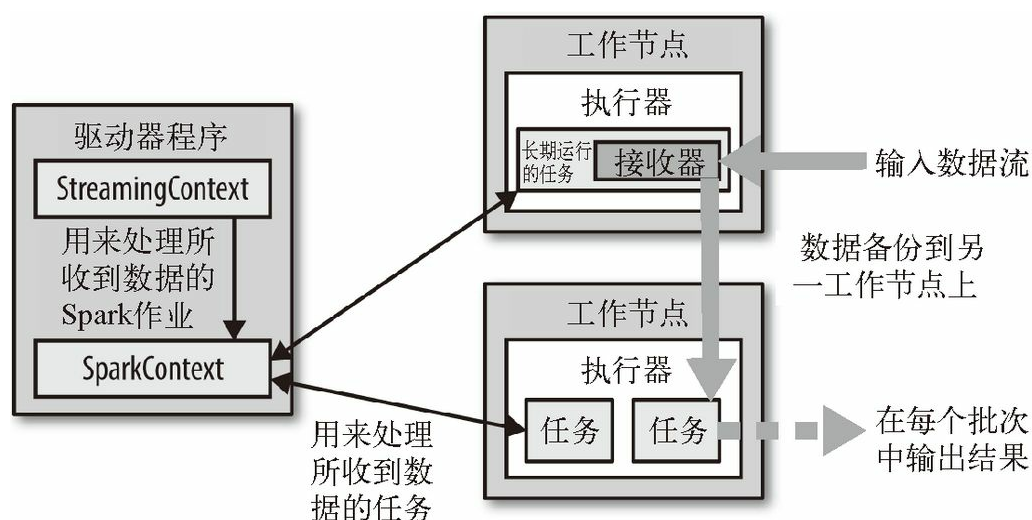 驱动器程序
StreamingContext
用来处理所
收到数据的
Spark作业
SparkContext
用来处理
所收到数
据的任务
工作节点
执行器
长期运行
的任务
接收器
输入数据流
数据备份到另
一工作节点上
工作节点
执行器
任务
任务
在每个批次
中输出结果